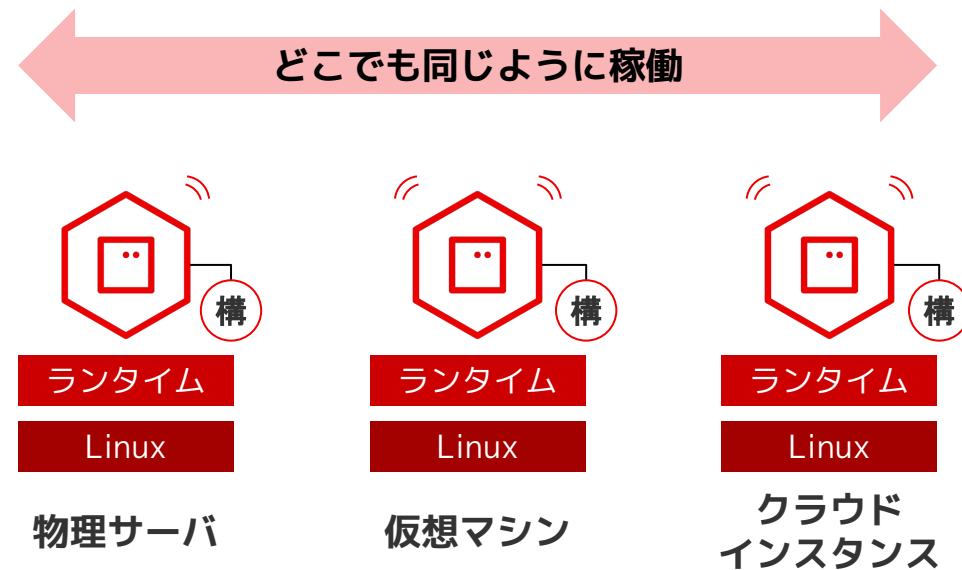 どこでも同じように稼働
構
構
構
ランタイム
ランタイム
ランタイム
Linux
Linux
Linux
物理サーバ
仮想マシン
クラウド
インスタンス